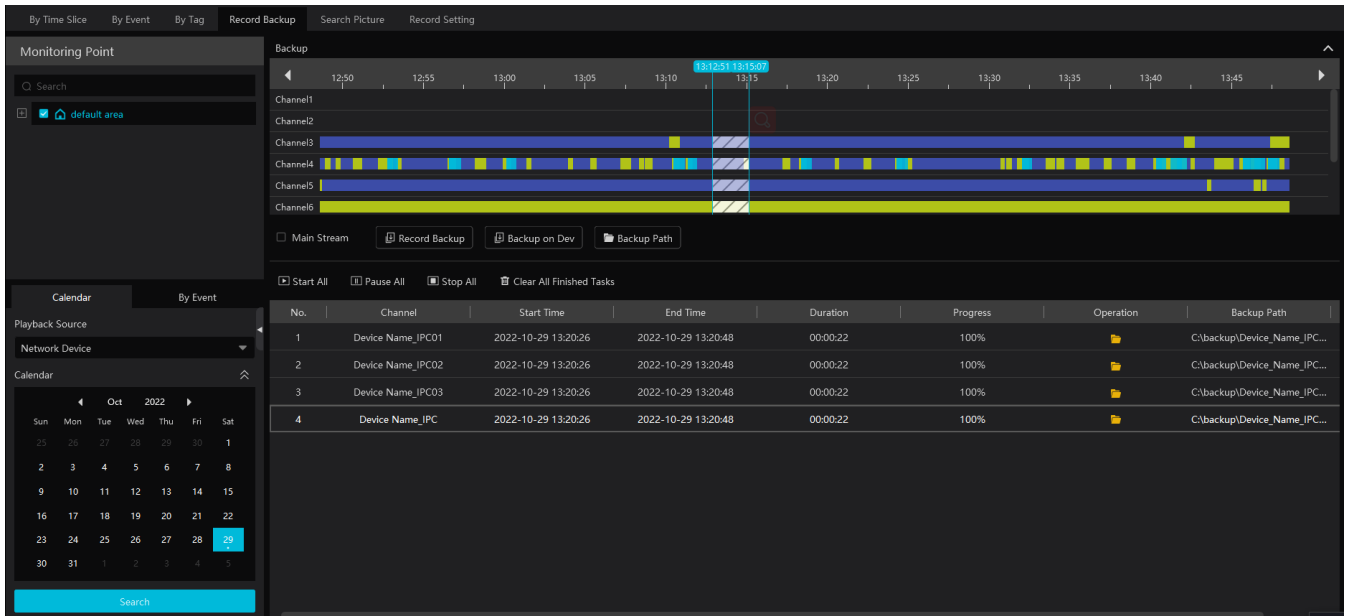 By Time Slice By Event By Tag Record Backup Search Picture Record Setting
Monitoring Point
Search
default area
Calendar By Event
Playback Source
Network Device
Calendar
Oct 2022
Sun Mon Tue Wed Thu Fri Sat
25 26 27 28 29 30 1
2 3 4 5 6 7 8
9 10 11 12 13 14 15
16 17 18 19 20 21 22
23 24 25 26 27 28 29
30 31 1 2 3 4 5
Search
Backup
13:12:51 13:15:07
12:50 12:55 13:00 13:05 13:10 13:15 13:20 13:25 13:30 13:35 13:40 13:45
Channel1
Channel2
Channel3
Channel4
Channel5
Channel6
Main Stream Record Backup Backup on Dev Backup Path
Start All Pause All Stop All Clear All Finished Tasks
No. Channel Start Time End Time Duration Progress Operation Backup Path
1 Device Name_IPC01 2022-10-29 13:20:26 2022-10-29 13:20:48 00:00:22 100% C:\backup\Device_Name_IPC...
2 Device Name_IPC02 2022-10-29 13:20:26 2022-10-29 13:20:48 00:00:22 100% C:\backup\Device_Name_IPC...
3 Device Name_IPC03 2022-10-29 13:20:26 2022-10-29 13:20:48 00:00:22 100% C:\backup\Device_Name_IPC...
4 Device Name_IPC 2022-10-29 13:20:26 2022-10-29 13:20:48 00:00:22 100% C:\backup\Device_Name_IPC...